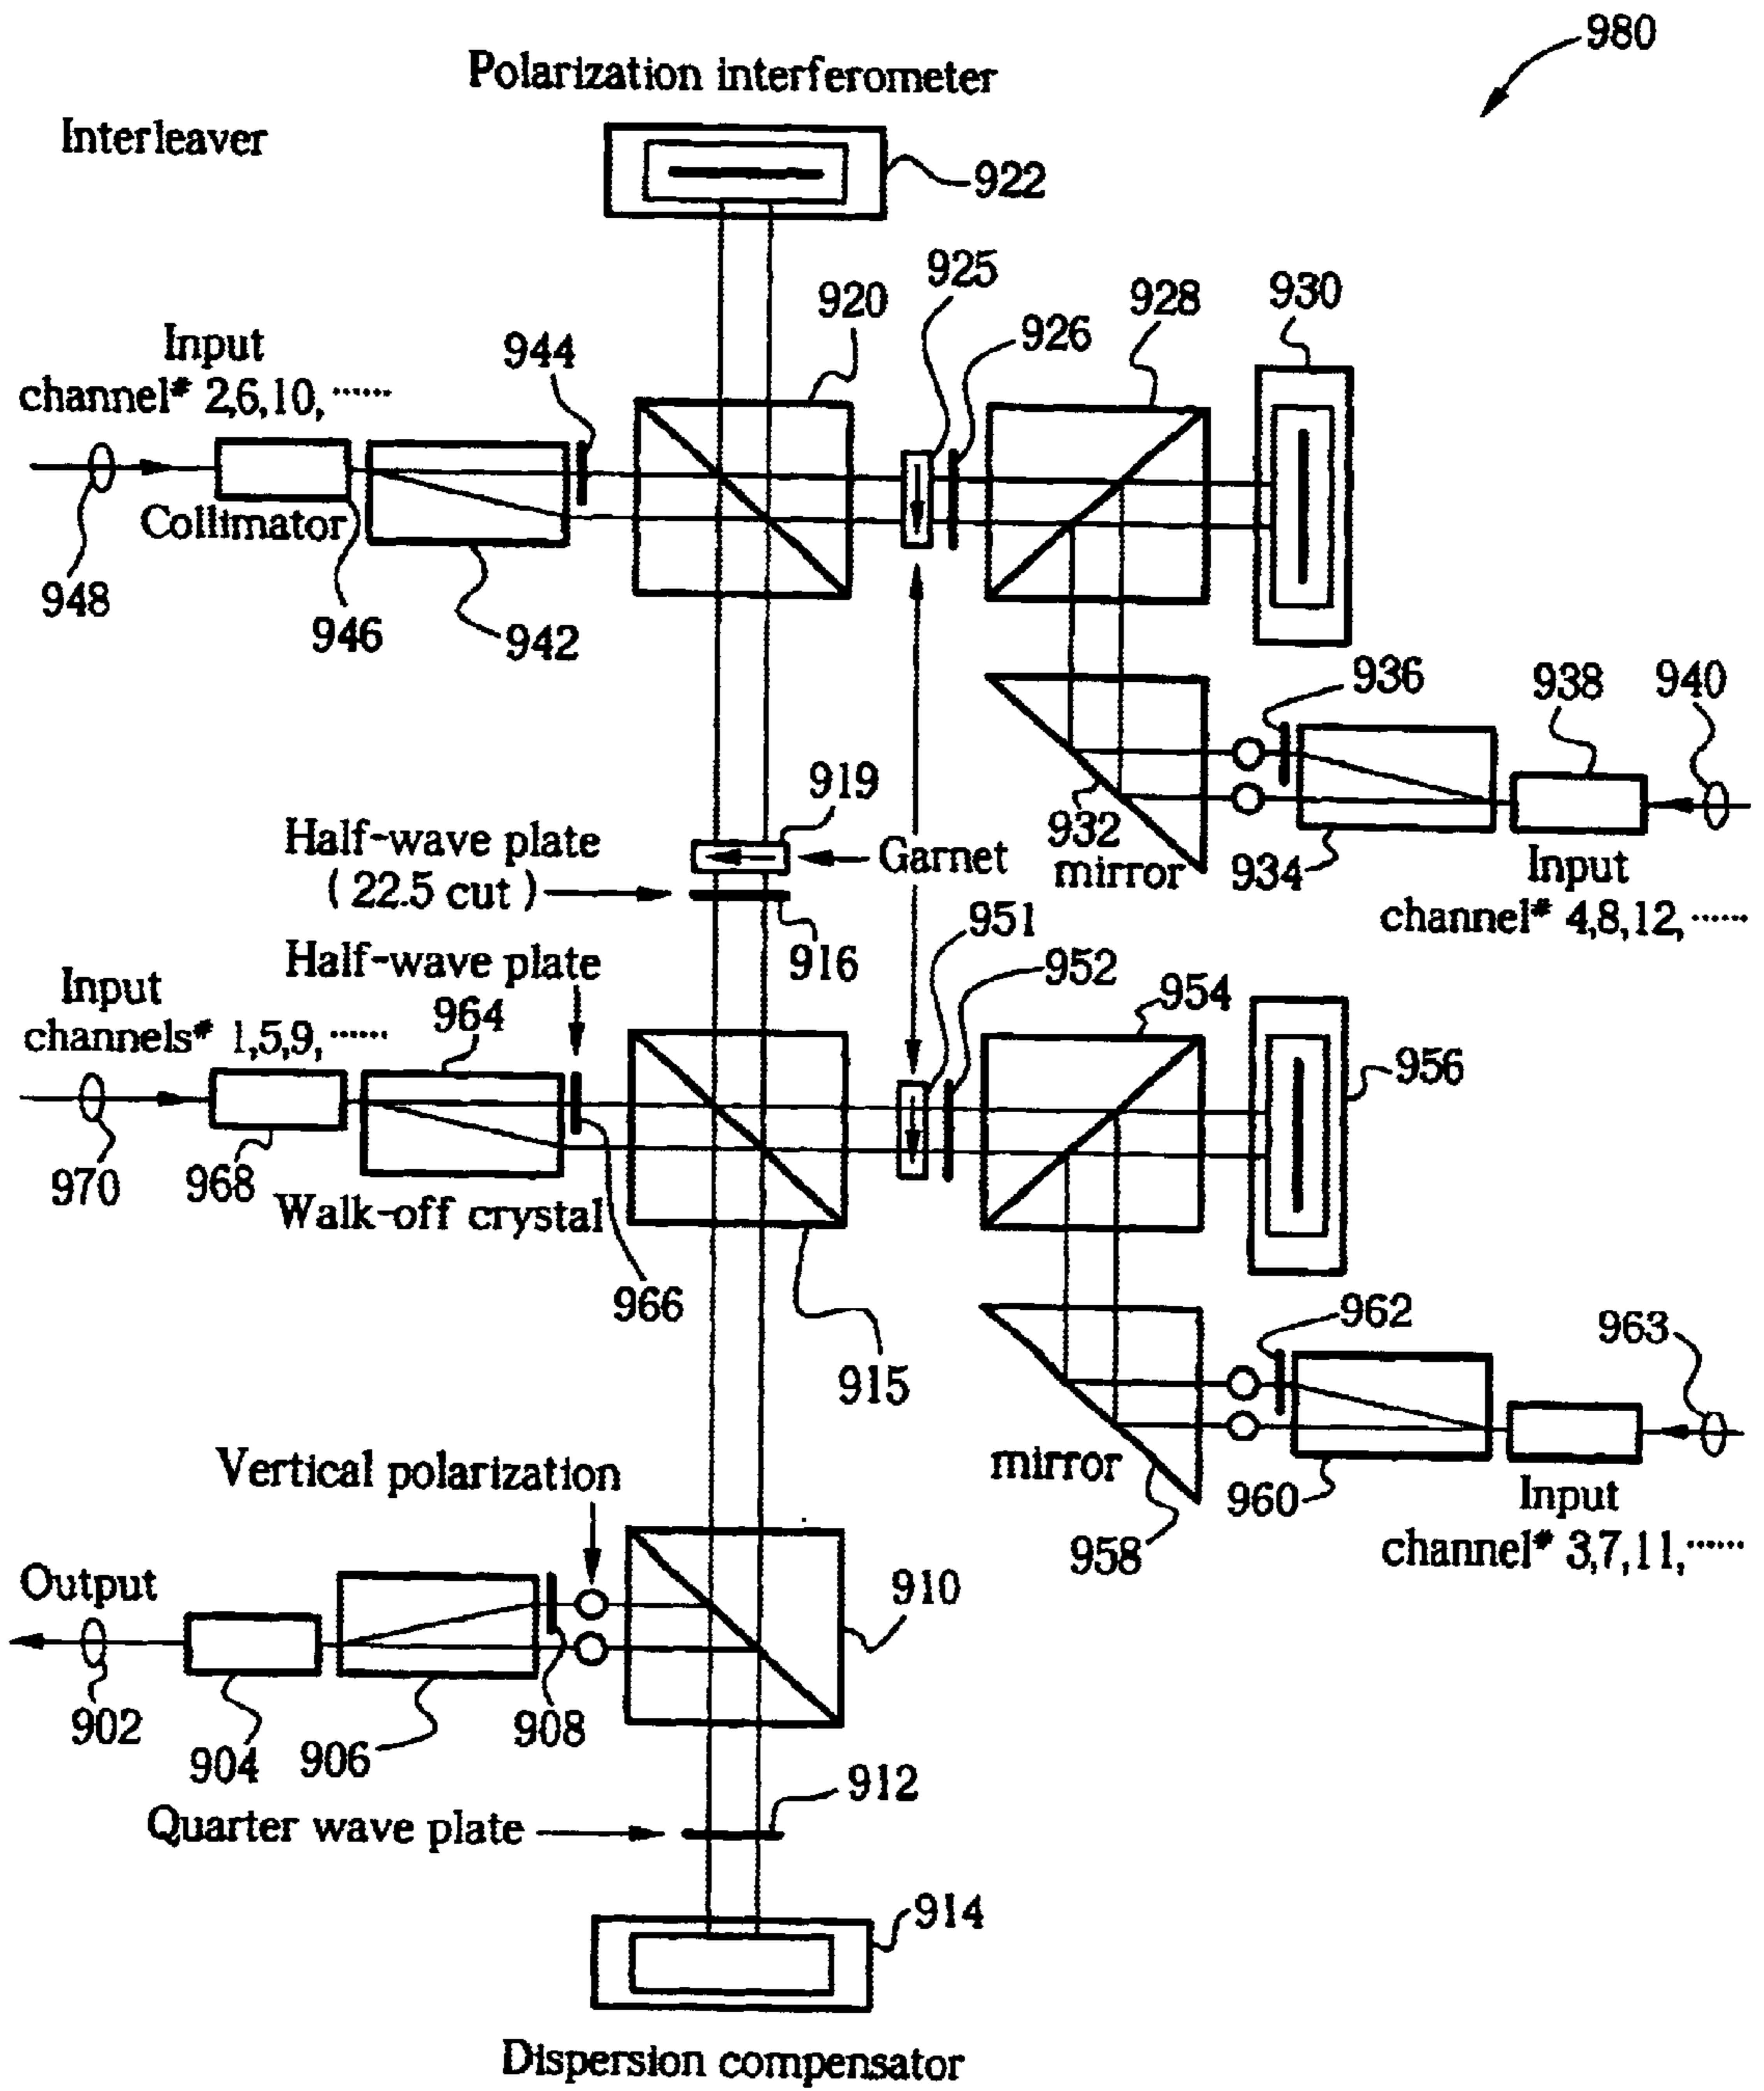 980
Polarization interferometer
Interleaver
922
925
920
926
928
930
Input
channel# 2,6,10, ......
944
Collimator
948
946
942
936
938
940
919
Half-wave plate
( 22.5 cut )
Garnet
932
mirror
934
Input
channel# 4,8,12, ......
916
951
Half-wave plate
952
Input
channels# 1,5,9, ......
964
954
956
970
968
Walk-off crystal
966
915
962
963
Vertical polarization
mirror
960
Input
channel# 3,7,11, ......
958
Output
910
902
904
906
908
912
Quarter wave plate
914
Dispersion compensator